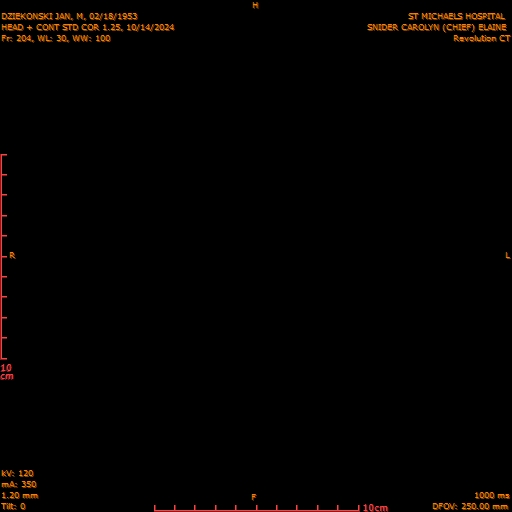 H
DZIEKONSKI JAN, M, 02/18/1953
HEAD + CONT STD COR 1.25, 10/14/2024
Fr: 204, WL: 30, WW: 100
ST MICHAELS HOSPITAL
SNIDER CAROLYN (CHIEF) ELAINE
Revolution CT
R
L
10
cm
kV: 120
mA: 350
1.20 mm
Tilt: 0
F
10cm
1000 ms
DFOV: 250.00 mm